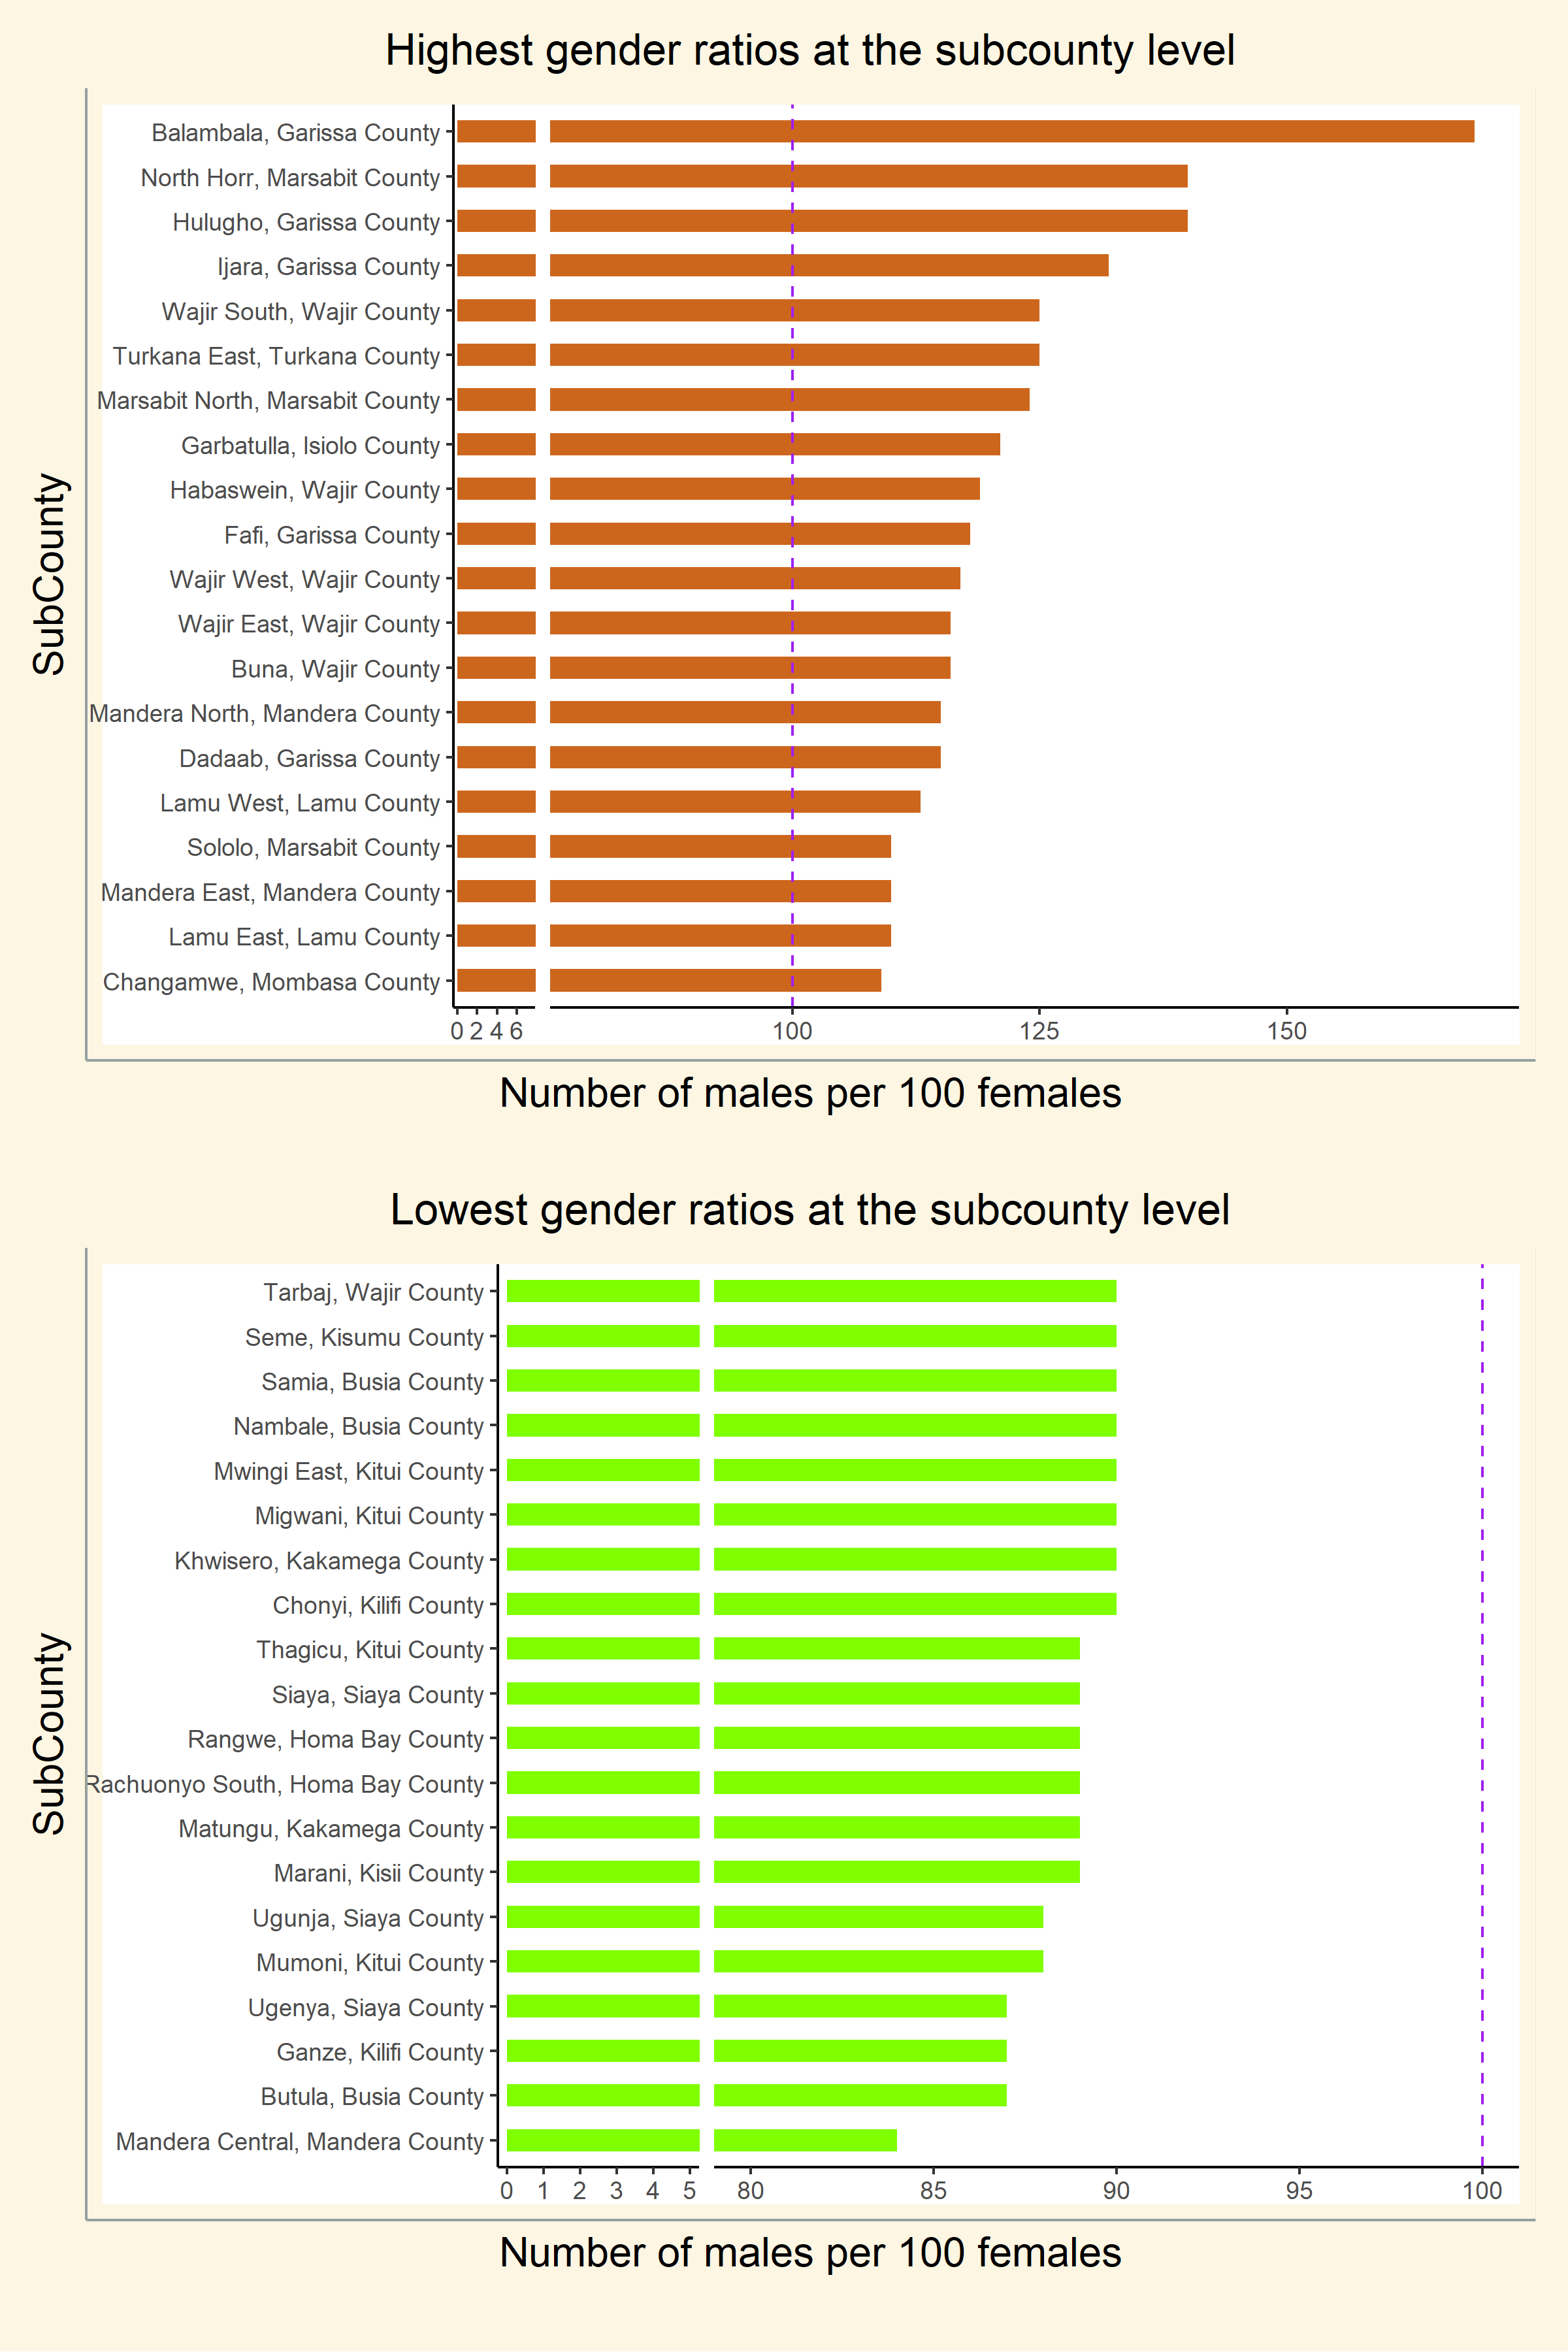 Highest gender ratios at the subcounty level
SubCounty
Balambala, Garissa County
North Horr, Marsabit County
Hulugho, Garissa County
Ijara, Garissa County
Wajir South, Wajir County
Turkana East, Turkana County
Marsabit North, Marsabit County
Garbatulla, Isiolo County
Habaswein, Wajir County
Fafi, Garissa County
Wajir West, Wajir County
Wajir East, Wajir County
Buna, Wajir County
Mandera North, Mandera County
Dadaab, Garissa County
Lamu West, Lamu County
Sololo, Marsabit County
Mandera East, Mandera County
Lamu East, Lamu County
Changamwe, Mombasa County
0 2 4 6 100 125 150
Number of males per 100 females
Lowest gender ratios at the subcounty level
SubCounty
Tarbaj, Wajir County
Seme, Kisumu County
Samia, Busia County
Nambale, Busia County
Mwingi East, Kitui County
Migwani, Kitui County
Khwisero, Kakamega County
Chonyi, Kilifi County
Thagicu, Kitui County
Siaya, Siaya County
Rangwe, Homa Bay County
Rachuonyo South, Homa Bay County
Matungu, Kakamega County
Marani, Kisii County
Ugunja, Siaya County
Mumoni, Kitui County
Ugenya, Siaya County
Ganze, Kilifi County
Butula, Busia County
Mandera Central, Mandera County
0 1 2 3 4 5 80 85 90 95 100
Number of males per 100 females